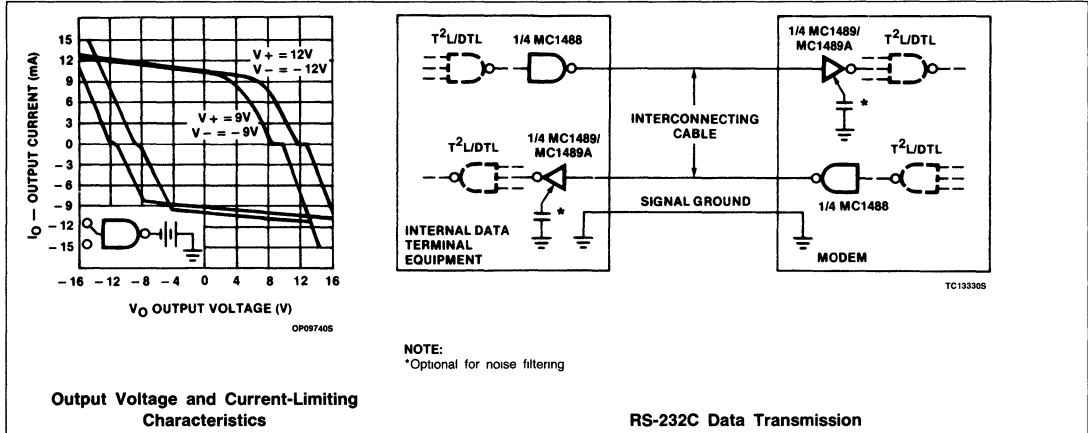 15
12
9
6
3
0
– 3
– 6
– 9
– 12
– 15
IO — OUTPUT CURRENT (mA)
V + = 12V
V – = – 12V
V + = 9V
V – = – 9V
– 16
– 12
– 8
– 4
0
4
8
12
16
VO OUTPUT VOLTAGE (V)
OP09740S
Output Voltage and Current-Limiting
Characteristics
T²L/DTL
1/4 MC1488
1/4 MC1489/
MC1489A
T²L/DTL
*
INTERCONNECTING
CABLE
T²L/DTL
1/4 MC1489/
MC1489A
*
T²L/DTL
1/4 MC1488
SIGNAL GROUND
INTERNAL DATA
TERMINAL
EQUIPMENT
MODEM
TC13330S
NOTE:
*Optional for noise filtering
RS-232C Data Transmission